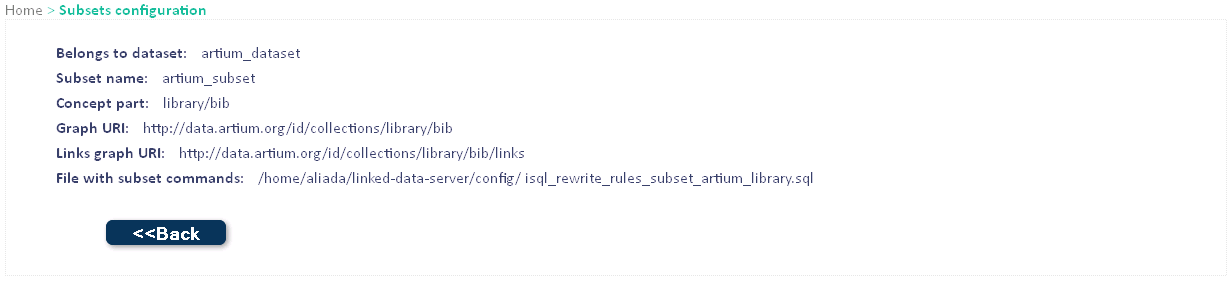 Home > Subsets configuration
Belongs to dataset: artium_dataset
Subset name: artium_subset
Concept part: library/bib
Graph URI: http://data.artium.org/id/collections/library/bib
Links graph URI: http://data.artium.org/id/collections/library/bib/links
File with subset commands: /home/aliada/linked-data-server/config/ isql_rewrite_rules_subset_artium_library.sql
<<Back